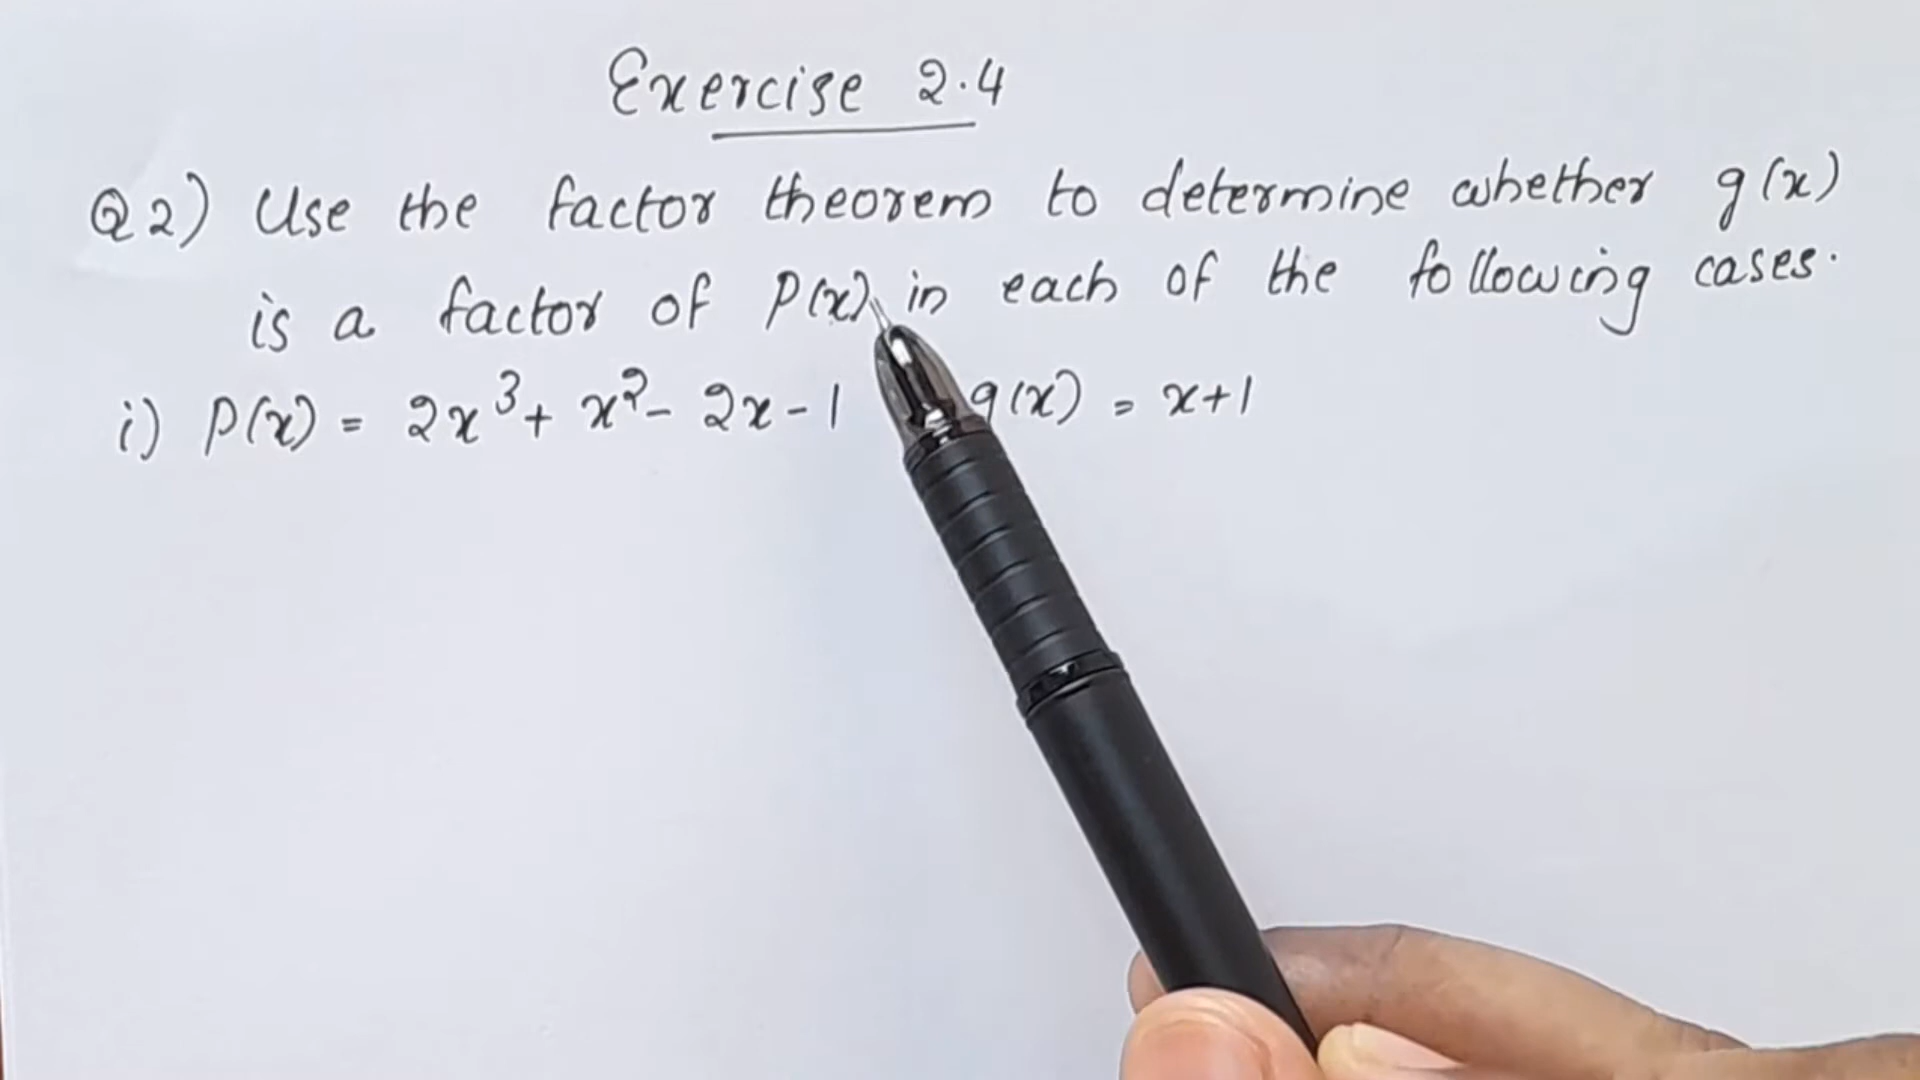 Exercise 2.4
Q2) Use the factor theorem to determine whether g(x)
is a factor of P(x) in each of the following cases.
i) P(x) = 2x³ + x² - 2x - 1 g(x) = x+1